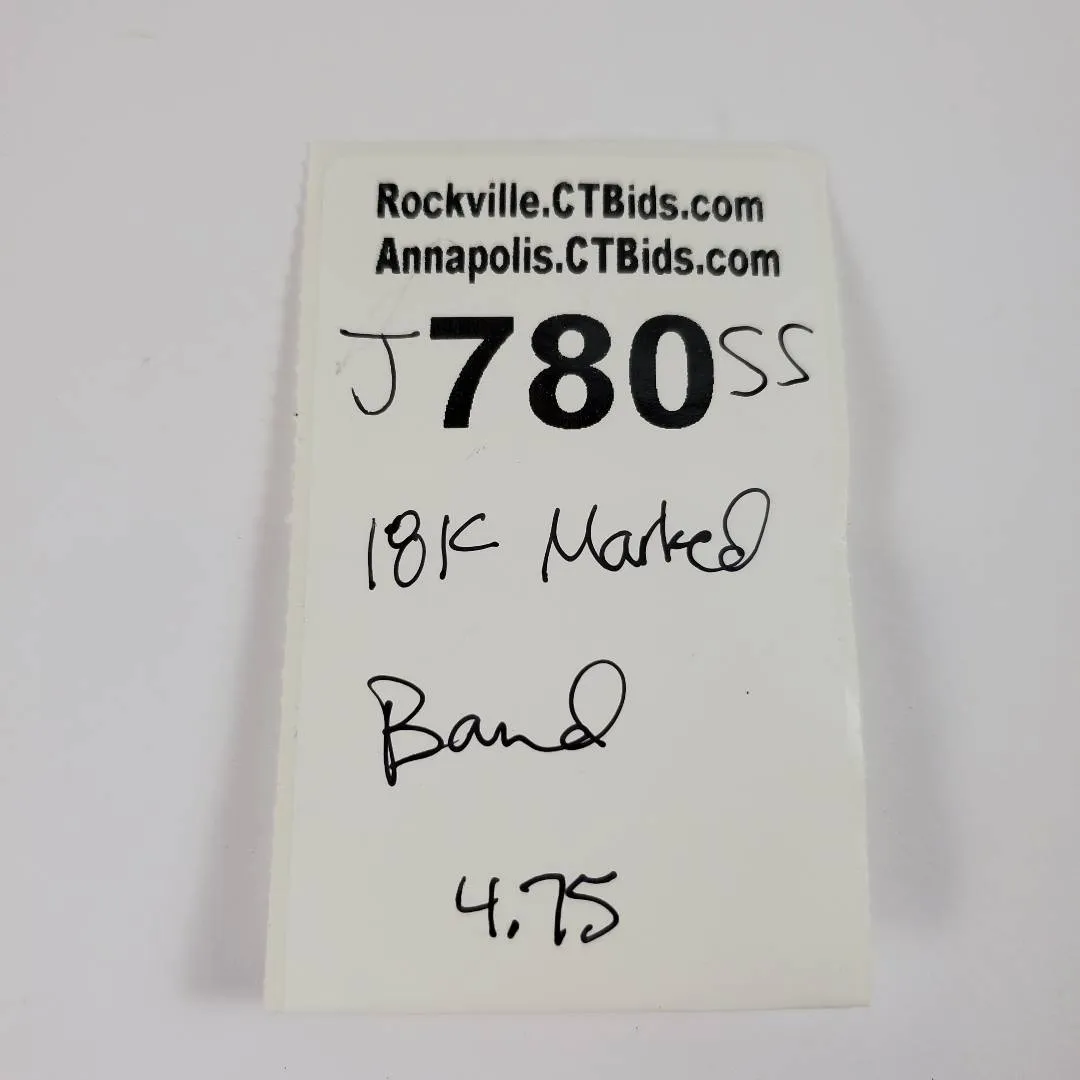 Rockville.CTBids.com
Annapolis.CTBids.com
J780SS
18K Marked
Band
4.75